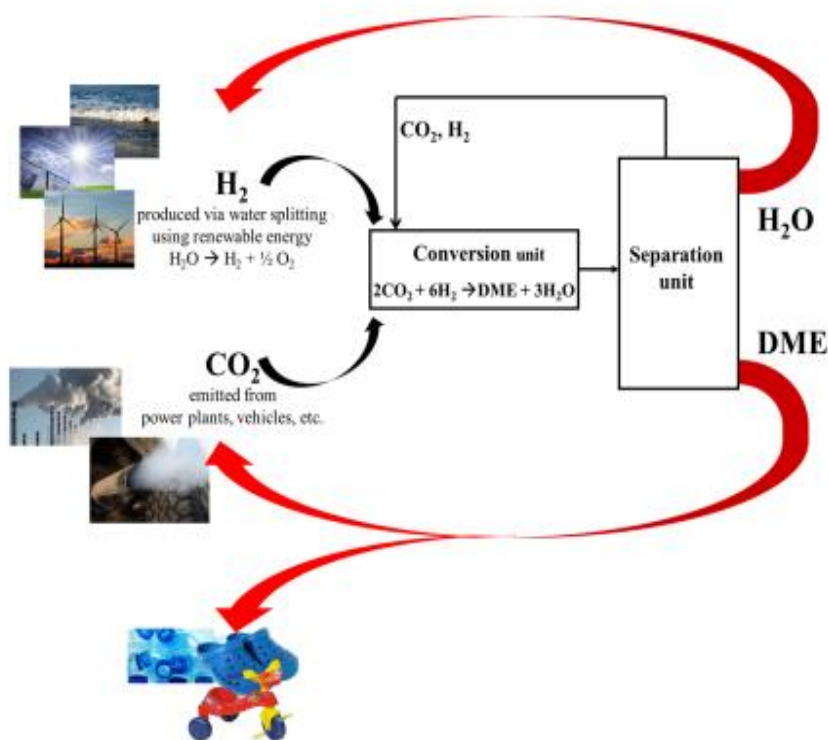 CO₂, H₂
H₂
produced via water splitting
using renewable energy
H₂O → H₂ + ½ O₂
Conversion unit
2CO₂ + 6H₂ →DME + 3H₂O
Separation
unit
H₂O
DME
CO₂
emitted from
power plants, vehicles, etc.